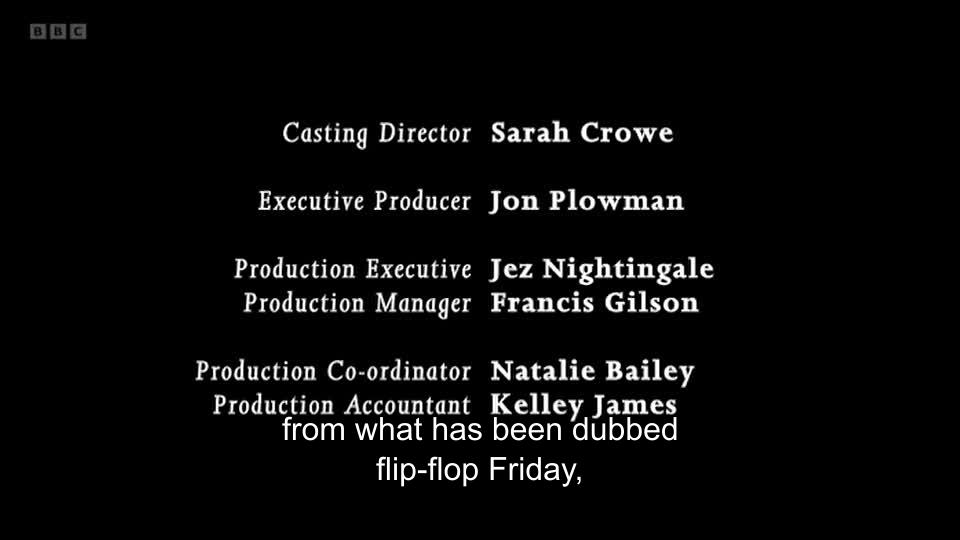 BBC
Casting Director Sarah Crowe
Executive Producer Jon Plowman
Production Executive Jez Nightingale
Production Manager Francis Gilson
Production Co-ordinator Natalie Bailey
Production Accountant Kelley James
from what has been dubbed
flip-flop Friday,